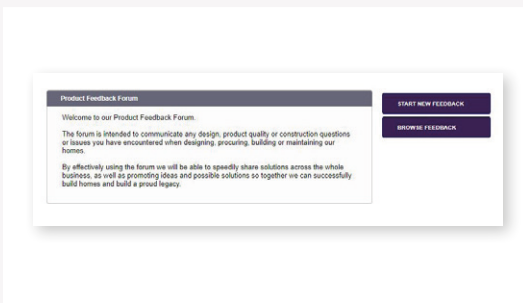 Product Feedback Forum
START NEW FEEDBACK
BROWSE FEEDBACK
Welcome to our Product Feedback Forum.
The forum is intended to communicate any design, product quality or construction questions
or issues you have encountered when designing, procuring, building or maintaining our
homes.
By effectively using the forum we will be able to speedily share solutions across the whole
business, as well as promoting ideas and possible solutions so together we can successfully
build homes and build a proud legacy.